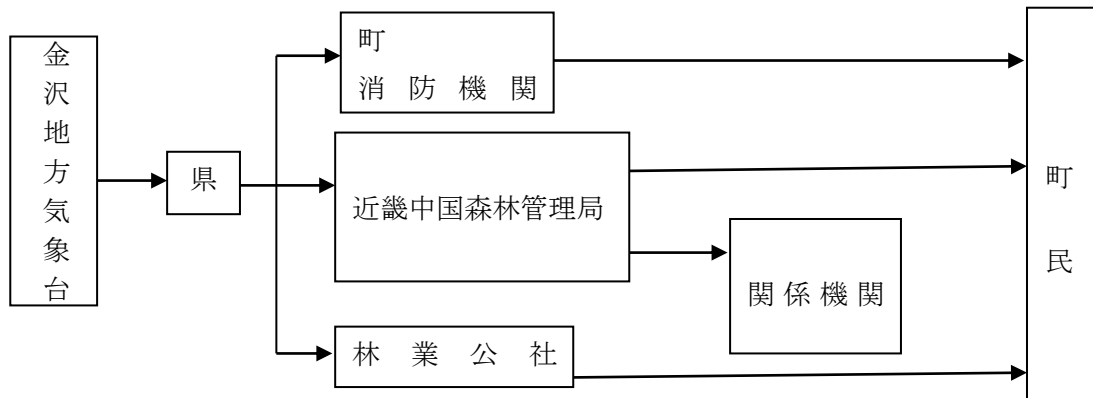 金沢地方気象台
県
町
消防機関
近畿中国森林管理局
関係機関
林業公社
町民